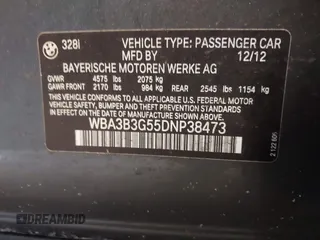 328i VEHICLE TYPE: PASSENGER CAR
MFD BY 12/12
BAYERISCHE MOTOREN WERKE AG
GVWR 4575 lbs 2075 kg
GAWR FRONT 2170 lbs 984 kg GAWR REAR 2545 lbs 1154 kg
THIS VEHICLE CONFORMS TO ALL APPLICABLE
FEDERAL MOTOR VEHICLE SAFETY, BUMPER
AND THEFT PREVENTION STANDARDS IN EFFECT
ON THE DATE OF MANUFACTURE SHOWN ABOVE.
WBA3B3G55DNP38473
DREAMBID